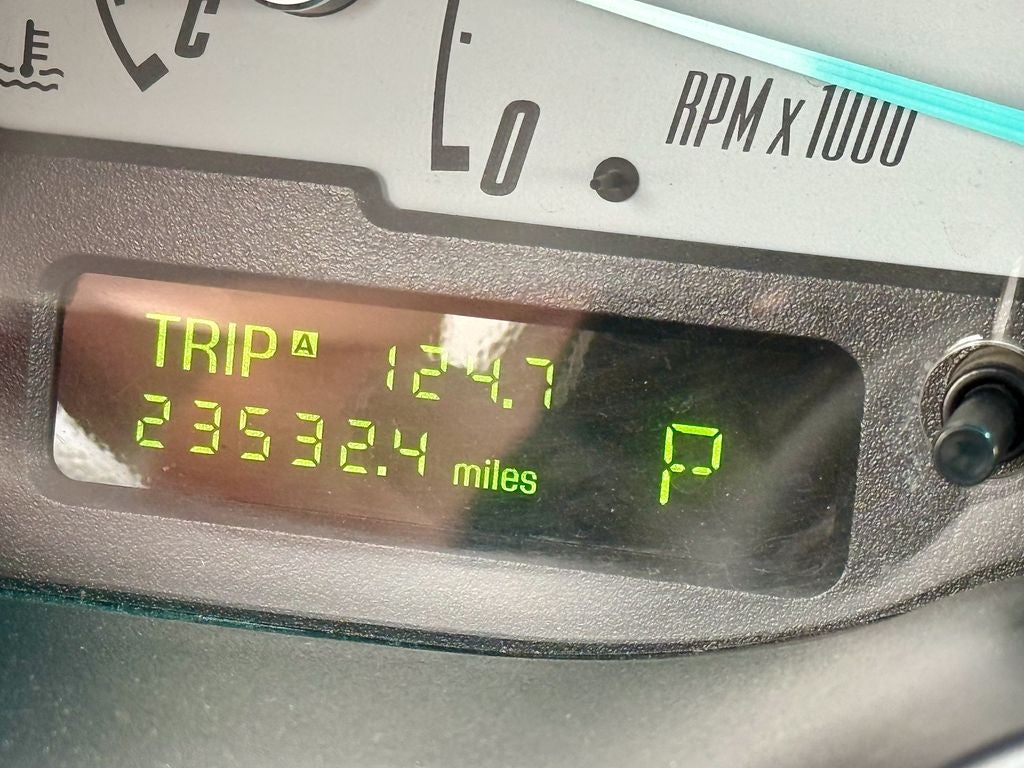 C
0
RPM x 1000
TRIP A 124.7
23532.4 miles
P